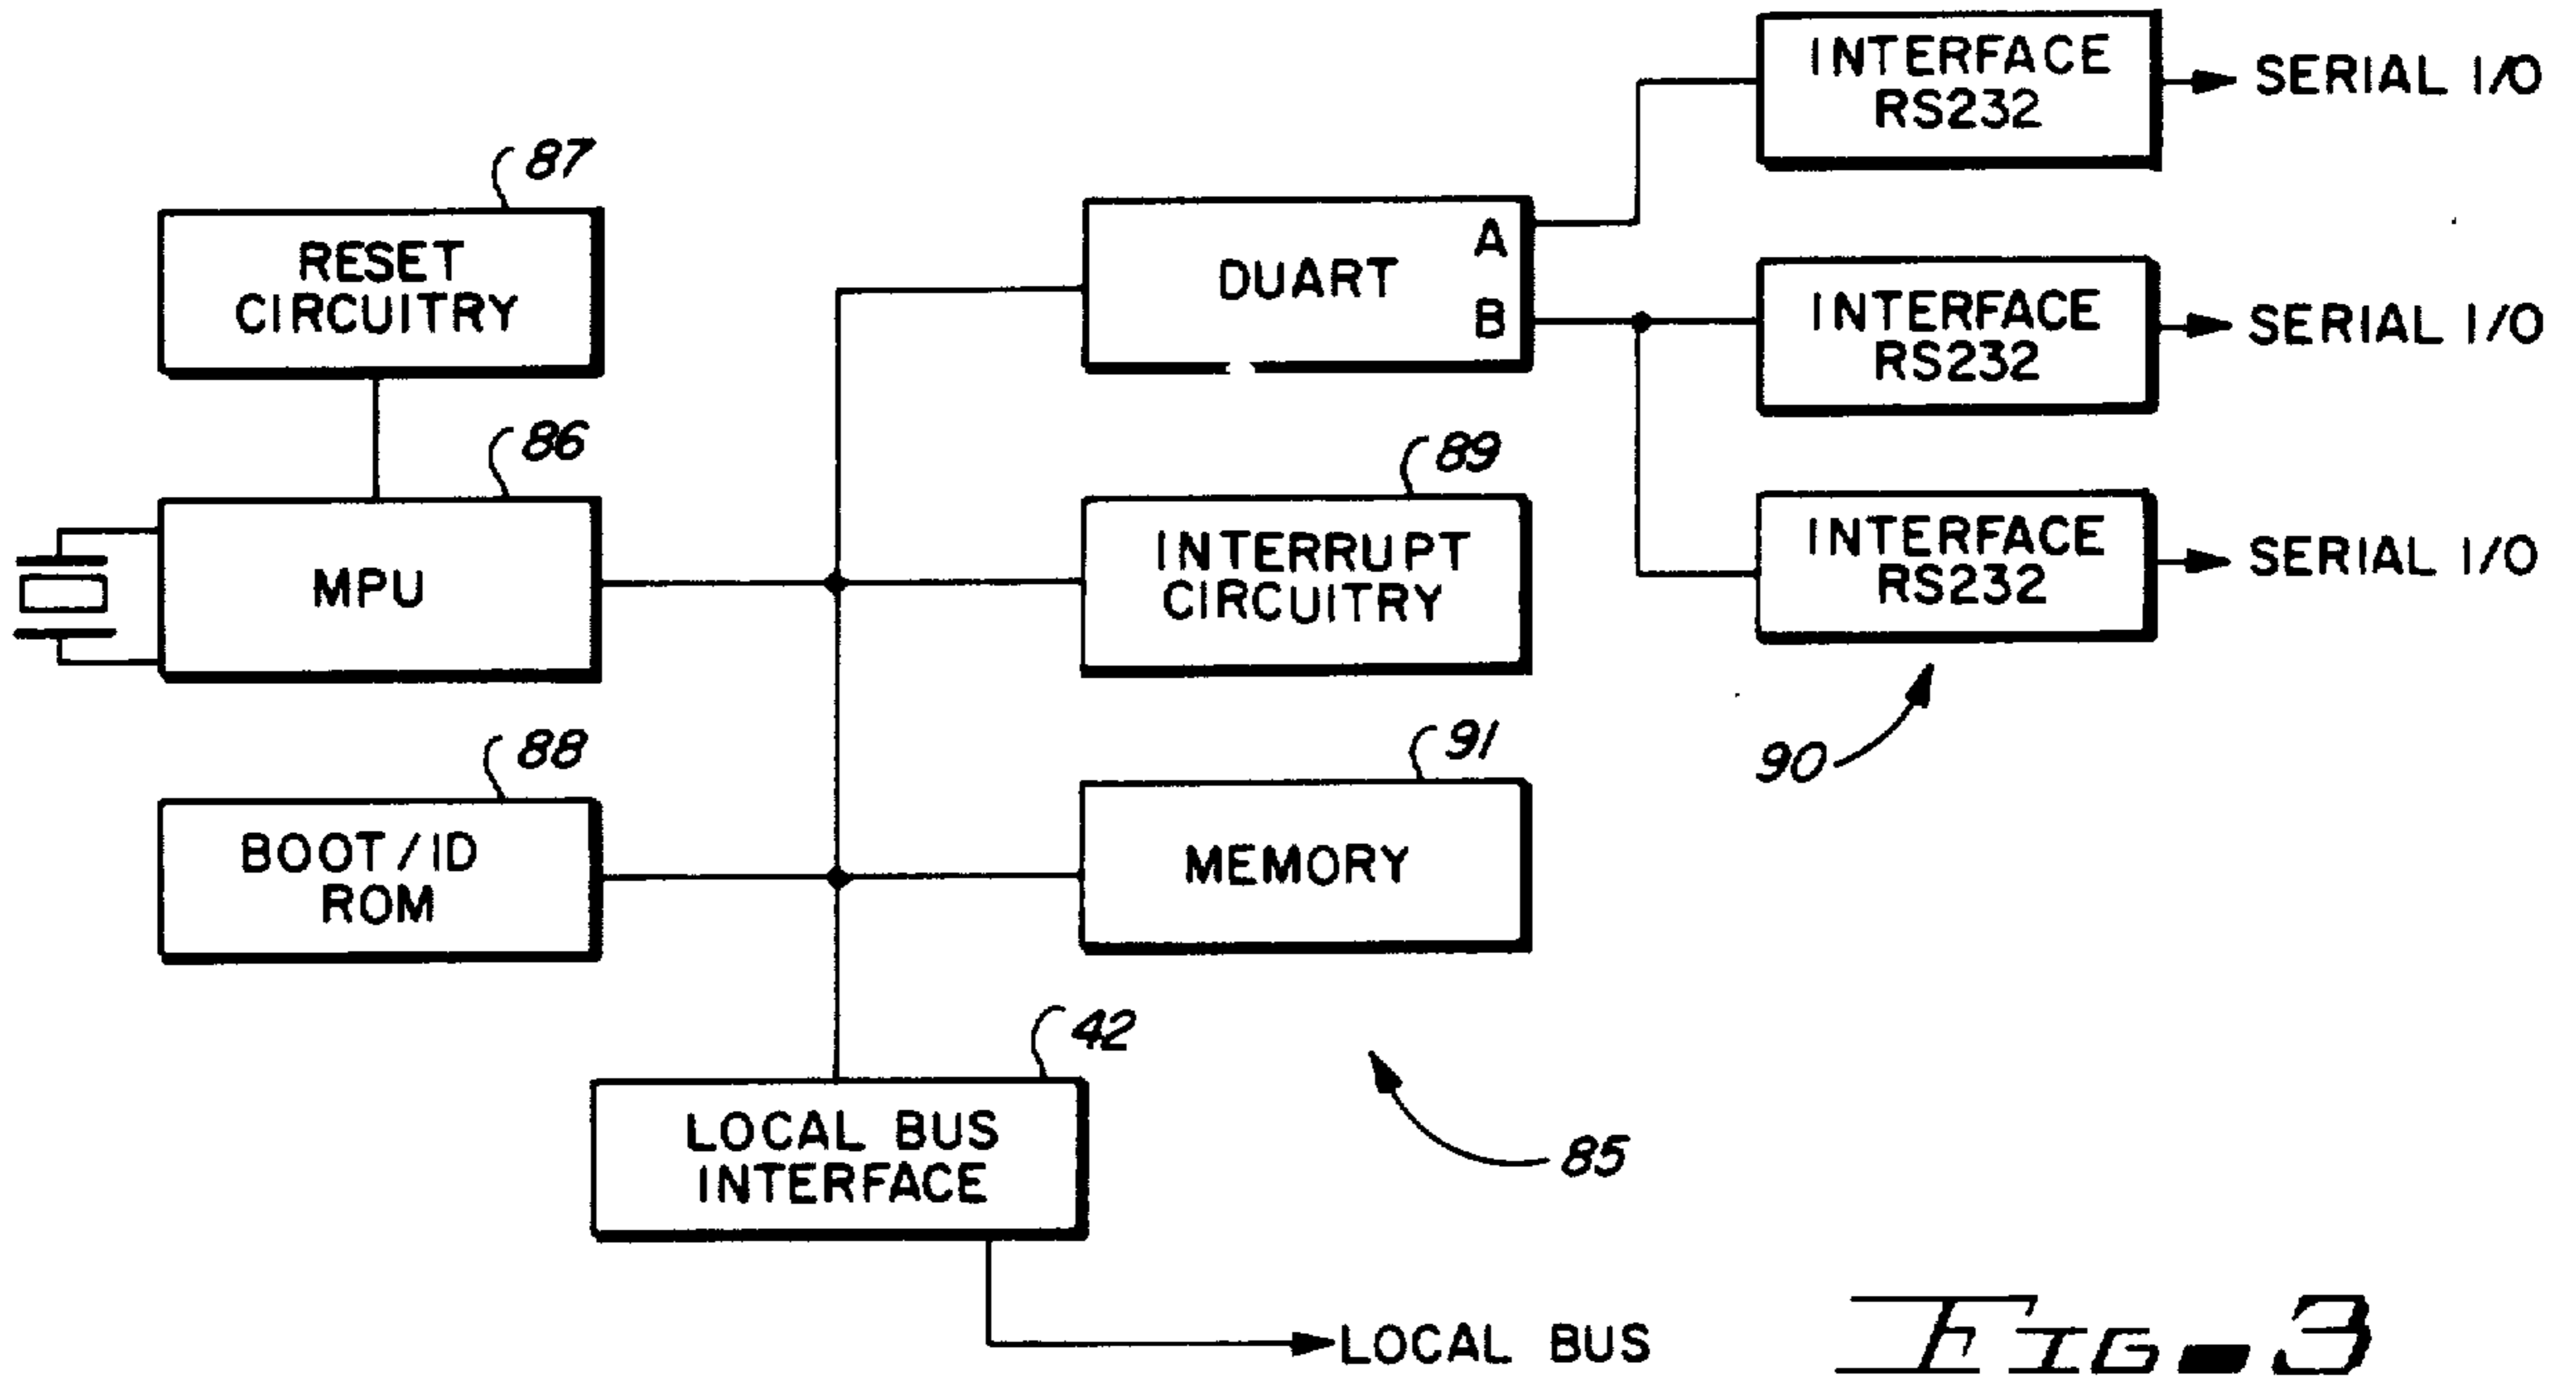 INTERFACE
RS232
SERIAL I/O
87
RESET
CIRCUITRY
DUART
A
B
INTERFACE
RS232
SERIAL I/O
86
MPU
89
INTERRUPT
CIRCUITRY
INTERFACE
RS232
SERIAL I/O
90
88
BOOT/ID
ROM
91
MEMORY
42
LOCAL BUS
INTERFACE
85
LOCAL BUS
FIG-3